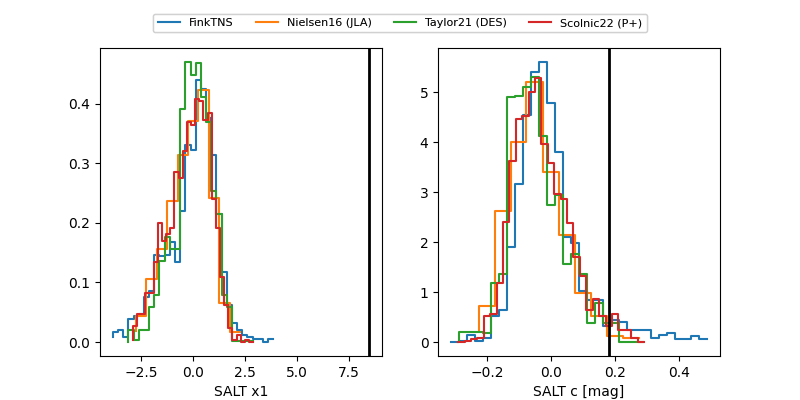 FinkTNS Nielsen16 (JLA) Taylor21 (DES) Scolnic22 (P+)
0.4
0.3
0.2
0.1
0.0
−2.5 0.0 2.5 5.0 7.5
SALT x1
5
4
3
2
1
0
−0.2 0.0 0.2 0.4
SALT c [mag]